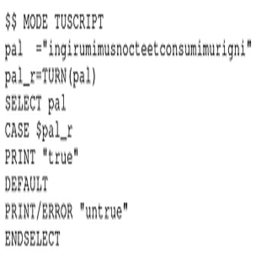 $$ MODE TUSCRIPT
pal  ="ingirumimusnocteetconsumimurigni"
pal_r=TURN(pal)
SELECT pal
CASE $pal_r
PRINT "true"
DEFAULT
PRINT/ERROR "untrue"
ENDSELECT